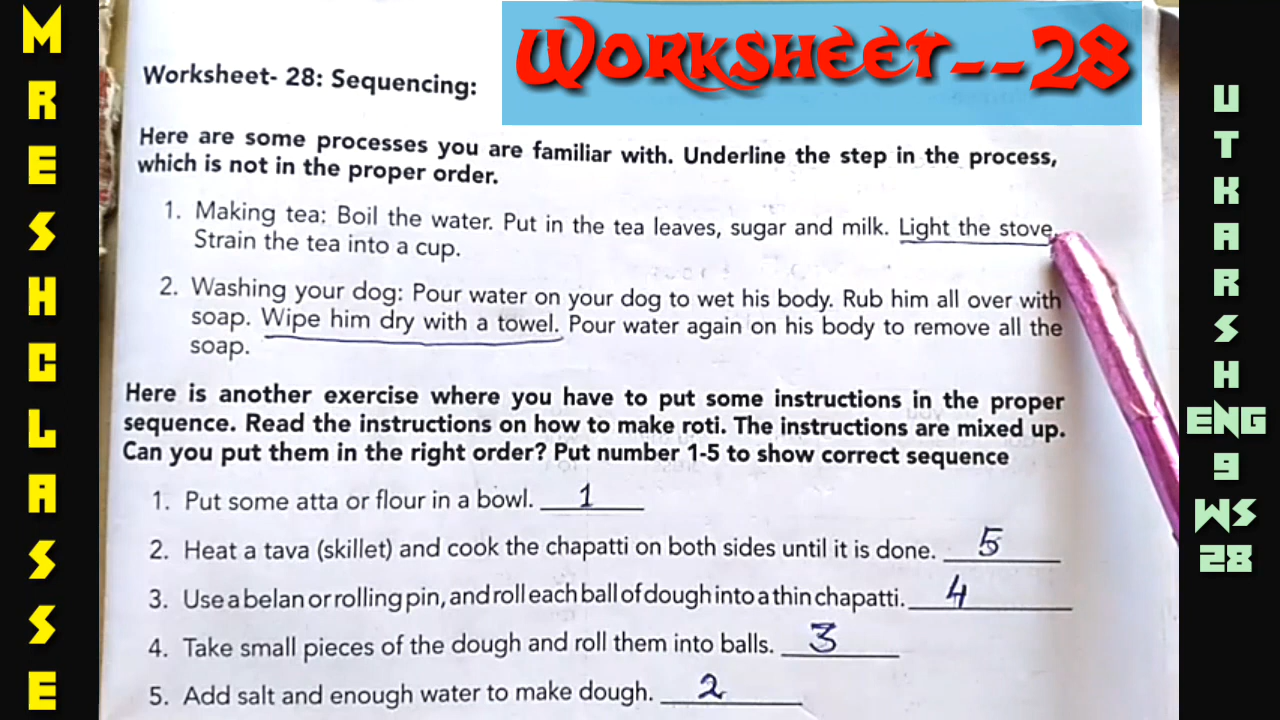 MRESHCLASSE
WORKSHEET--28
Worksheet- 28: Sequencing:
Here are some processes you are familiar with. Underline the step in the process,
which is not in the proper order.
1. Making tea: Boil the water. Put in the tea leaves, sugar and milk. Light the stove.
Strain the tea into a cup.
2. Washing your dog: Pour water on your dog to wet his body. Rub him all over with
soap. Wipe him dry with a towel. Pour water again on his body to remove all the
soap.
Here is another exercise where you have to put some instructions in the proper
sequence. Read the instructions on how to make roti. The instructions are mixed up.
Can you put them in the right order? Put number 1-5 to show correct sequence
1. Put some atta or flour in a bowl. 1
2. Heat a tava (skillet) and cook the chapatti on both sides until it is done. 5
3. Use a belan or rolling pin, and roll each ball of dough into a thin chapatti. 4
4. Take small pieces of the dough and roll them into balls. 3
5. Add salt and enough water to make dough. 2
UTKARSH
ENG
9
WS
28